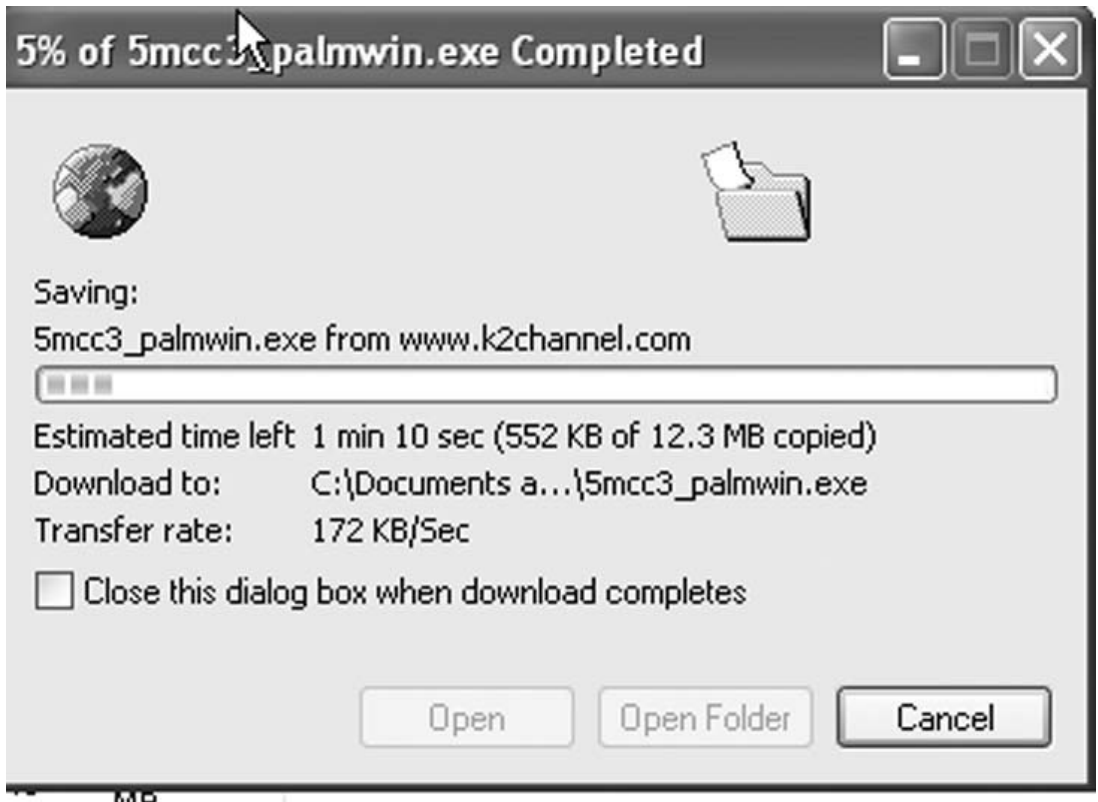 5% of 5mcc3_palmwin.exe Completed
Saving:
5mcc3_palmwin.exe from www.k2channel.com
Estimated time left 1 min 10 sec (552 KB of 12.3 MB copied)
Download to: C:\Documents a...\5mcc3_palmwin.exe
Transfer rate: 172 KB/Sec
Close this dialog box when download completes
Open Open Folder Cancel